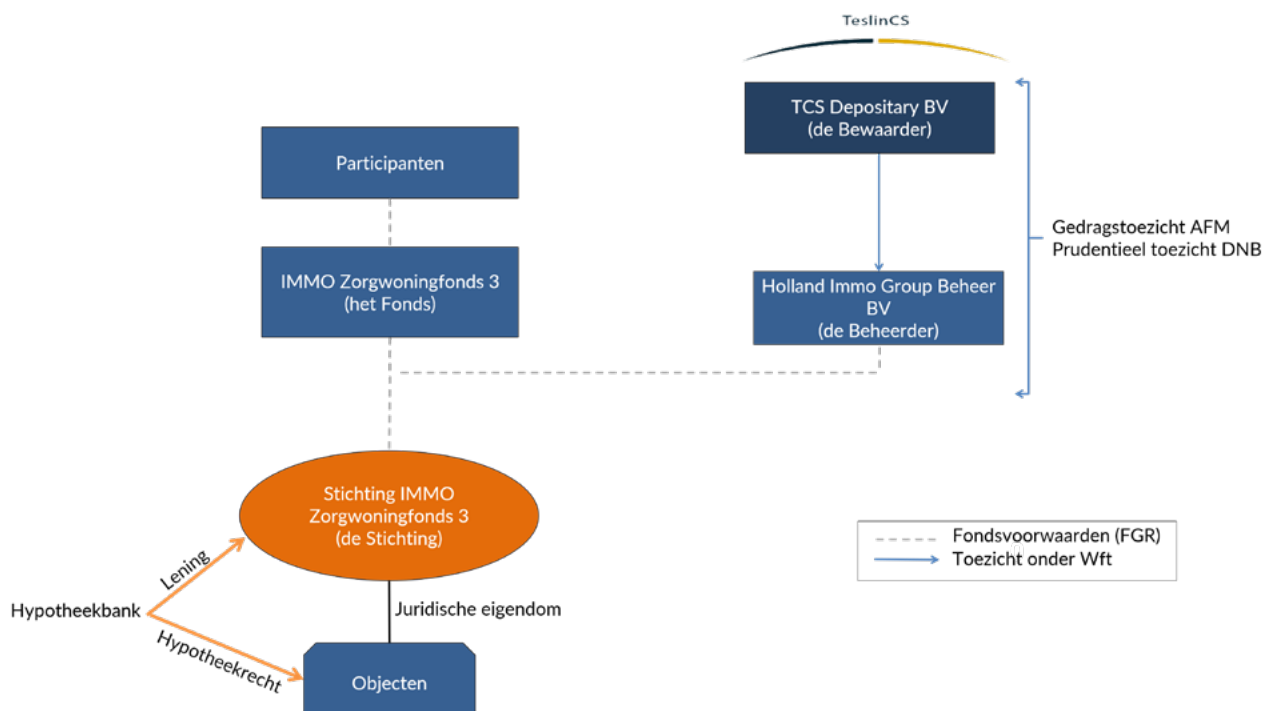 TeslinCS
TCS Depositary BV
(de Bewaarder)
Participanten
IMMO Zorgwoningfonds 3
(het Fonds)
Holland Immo Group Beheer
BV
(de Beheerder)
Gedragstoezicht AFM
Prudentieel toezicht DNB
Stichting IMMO
Zorgwoningfonds 3
(de Stichting)
Fondsvoorwaarden (FGR)
Toezicht onder Wft
Lening
Hypotheekbank
Juridische eigendom
Hypotheekrecht
Objecten